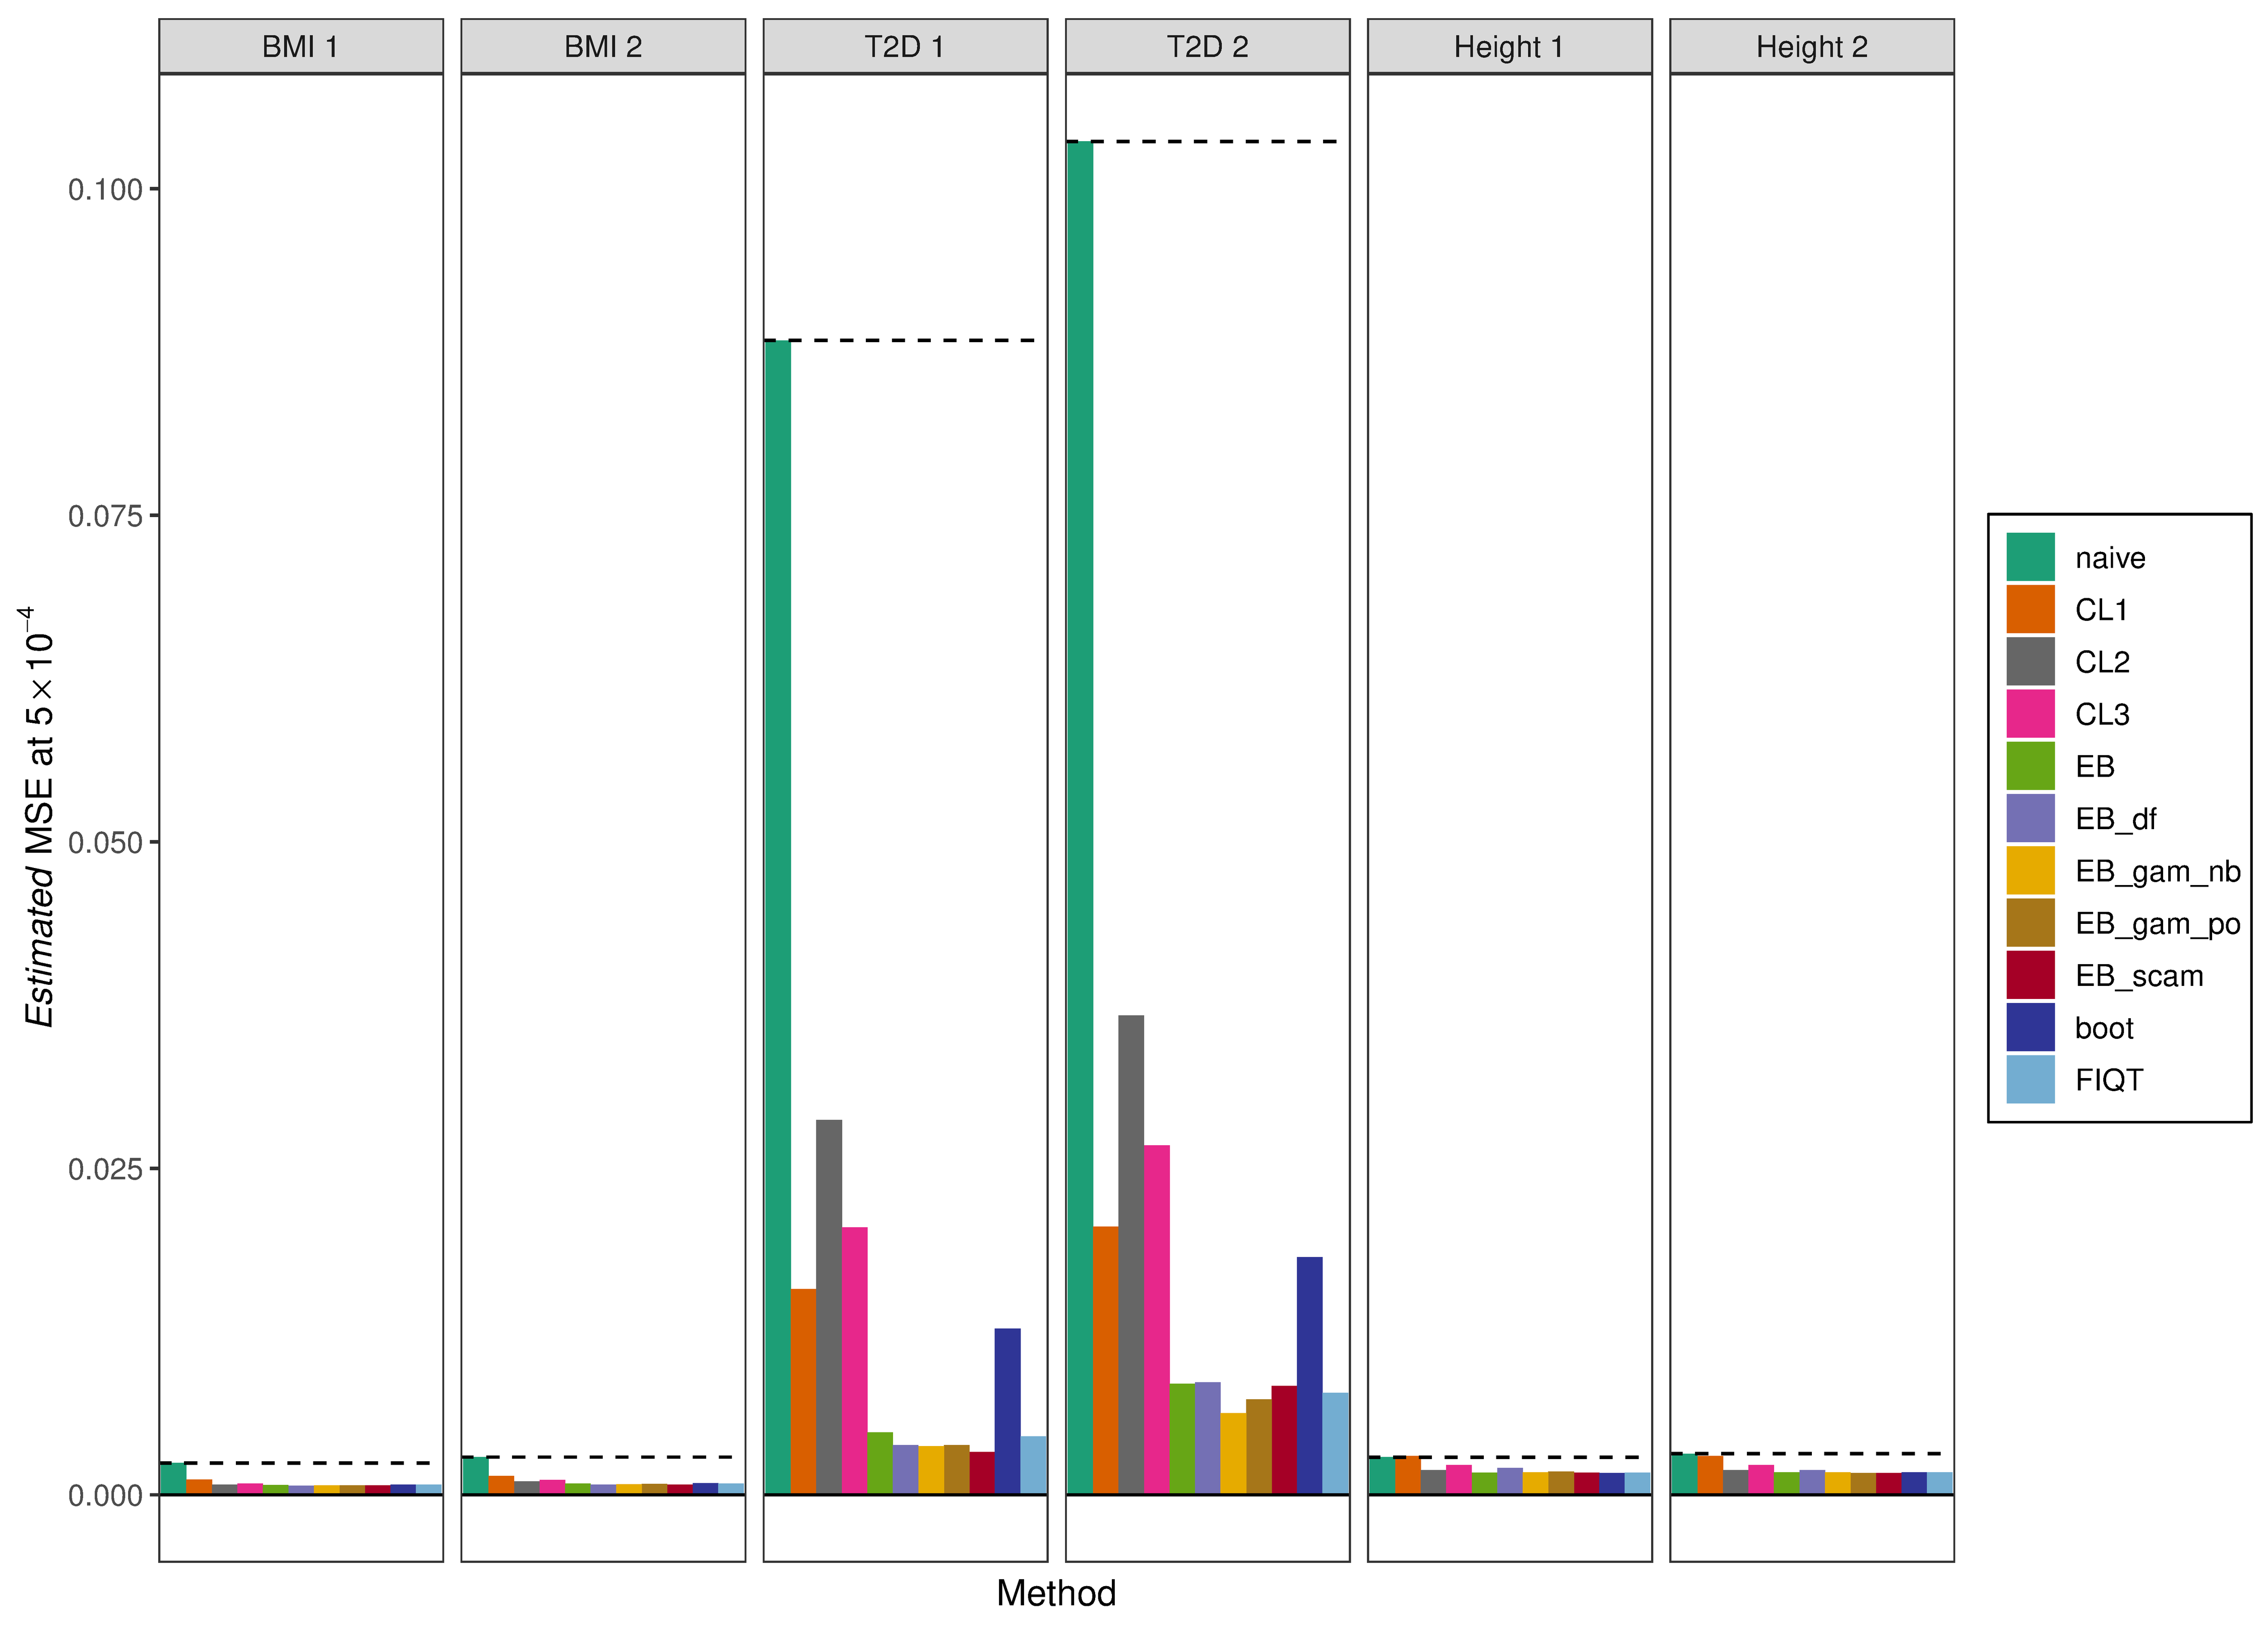 BMI 1
BMI 2
T2D 1
T2D 2
Height 1
Height 2
Estimated MSE at 5 × 10⁻⁴
0.100
0.075
0.050
0.025
0.000
Method
naive
CL1
CL2
CL3
EB
EB_df
EB_gam_nb
EB_gam_po
EB_scam
boot
FIQT